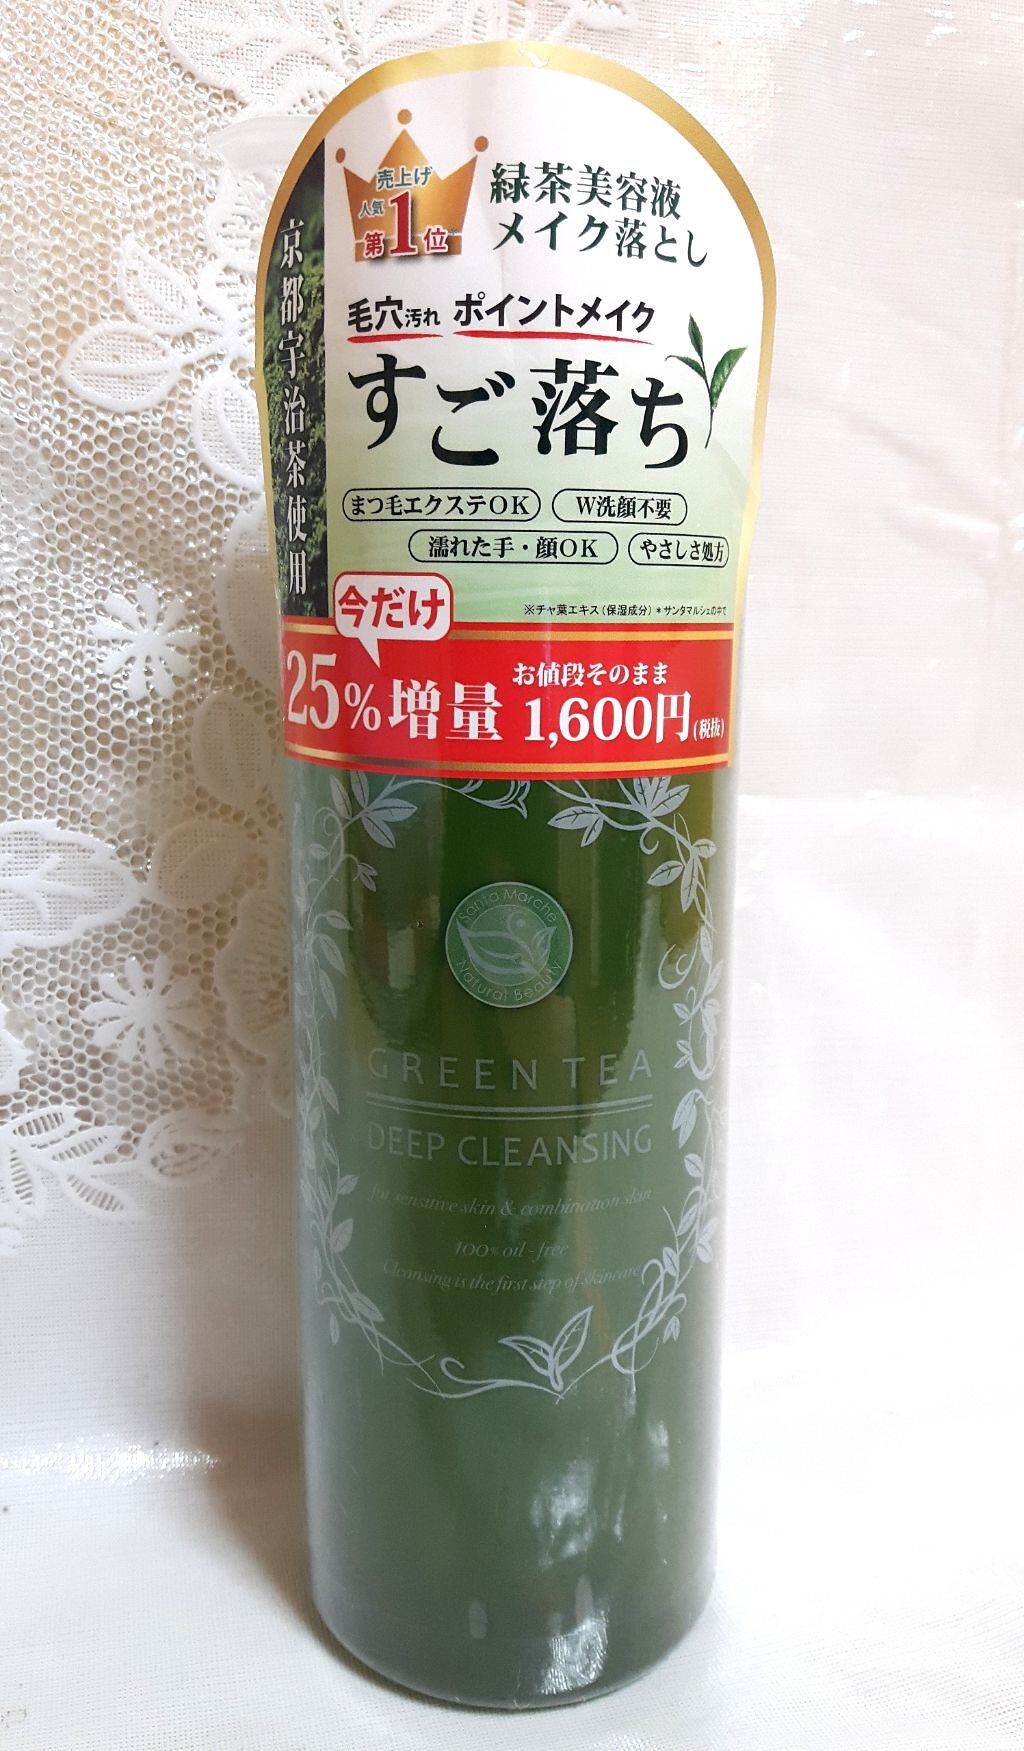 売上げ
人気
第1位
緑茶美容液
メイク落とし
京都宇治茶使用
毛穴汚れ ポイントメイク
すご落ち
まつ毛エクステOK W洗顔不要
濡れた手・顔OK やさしさ処方
※チャ葉エキス(保湿成分) *サンタマルシェの中で
今だけ
25%増量 お値段そのまま
1,600円(税抜)
Santa Marché
Natural Beauty
GREEN TEA
DEEP CLEANSING
for sensitive skin & combination skin
100% oil - free
Cleansing is the first step of skincare